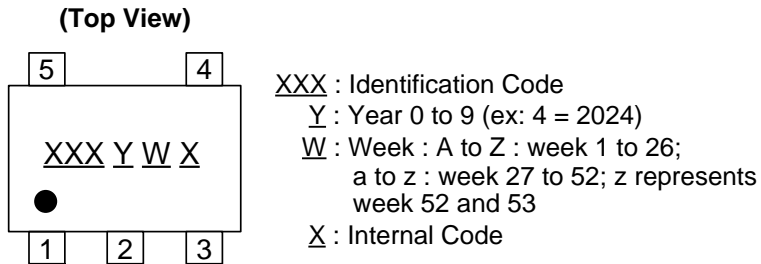 (Top View)
5 4
XXX Y W X
1 2 3
XXX : Identification Code
Y : Year 0 to 9 (ex: 4 = 2024)
W : Week : A to Z : week 1 to 26;
a to z : week 27 to 52; z represents
week 52 and 53
X : Internal Code